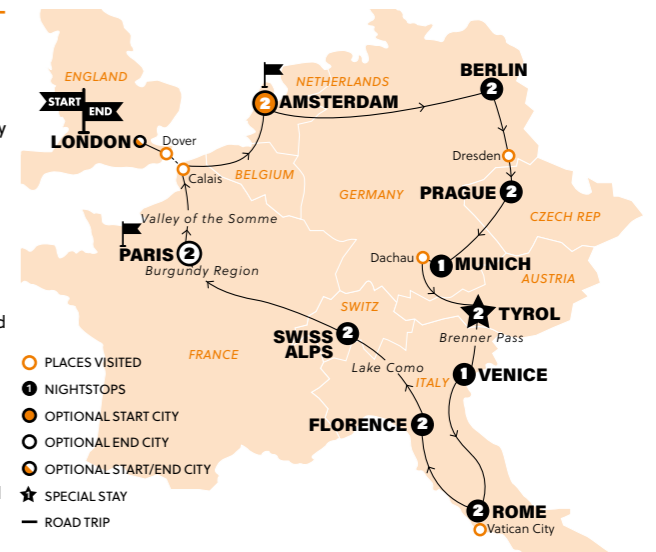 ENGLAND
START
END
LONDON
Dover
Calais
NETHERLANDS
2 AMSTERDAM
BELGIUM
BERLIN
2
Dresden
GERMANY
PRAGUE 2
CZECH REP
Valley of the Somme
PARIS 2
Burgundy Region
Dachau
1 MUNICH
AUSTRIA
2 TYROL
Brenner Pass
SWITZ
SWISS
ALPS
2
Lake Como
FRANCE
ITALY
1 VENICE
FLORENCE 2
2 ROME
Vatican City
PLACES VISITED
1 NIGHTSTOPS
OPTIONAL START CITY
OPTIONAL END CITY
OPTIONAL START/END CITY
1 SPECIAL STAY
ROAD TRIP
y
d